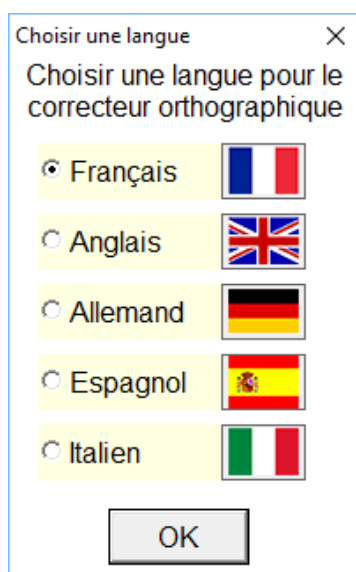 Choisir une langue
Choisir une langue pour le
correcteur orthographique
Français
Anglais
Allemand
Espagnol
Italien
OK